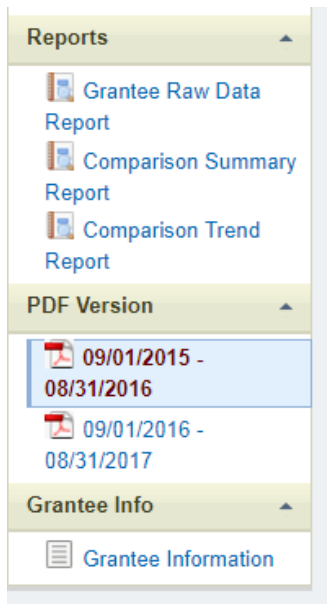 Reports
Grantee Raw Data
Report
Comparison Summary
Report
Comparison Trend
Report
PDF Version
09/01/2015 -
08/31/2016
09/01/2016 -
08/31/2017
Grantee Info
Grantee Information